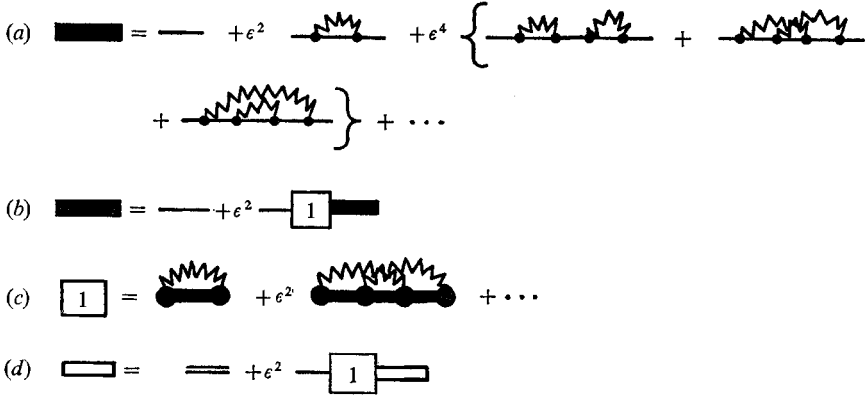 (a) = + ϵ² + ϵ⁴ { +
+ } + ···
(b) = + ϵ² 1
(c) 1 = + ϵ² + ···
(d) = + ϵ² 1